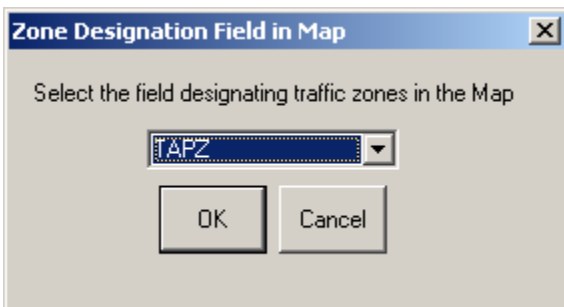 Zone Designation Field in Map
Select the field designating traffic zones in the Map
TAPZ
OK
Cancel